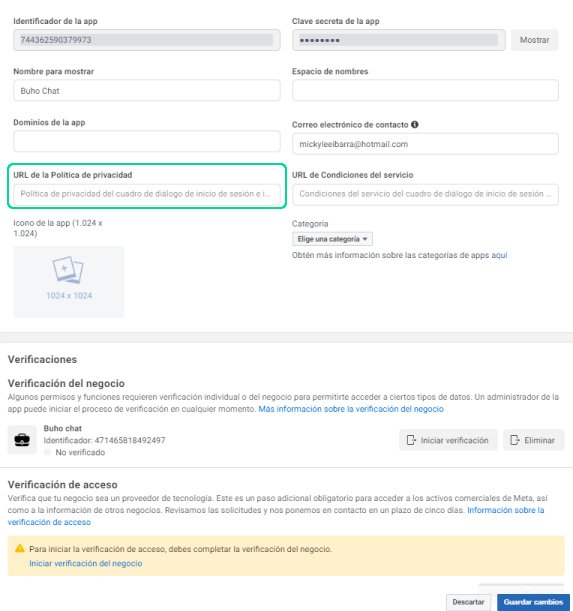 Identificador de la app
Clave secreta de la app
744362590379973
●●●●●●●●
Mostrar
Nombre para mostrar
Espacio de nombres
Buho Chat
Dominios de la app
Correo electrónico de contacto
mickyleeibarra@hotmail.com
URL de la Política de privacidad
URL de Condiciones del servicio
Política de privacidad del cuadro de diálogo de inicio de sesión e i...
Condiciones del servicio del cuadro de diálogo de inicio de sesión ...
Icono de la app (1.024 x
1.024)
Categoría
Elige una categoría
Obtén más información sobre las categorías de apps aquí
1024 x 1024
Verificaciones
Verificación del negocio
Algunos permisos y funciones requieren verificación individual o del negocio para permitirte acceder a ciertos tipos de datos. Un administrador de la
app puede iniciar el proceso de verificación en cualquier momento. Más información sobre la verificación del negocio
Buho chat
Identificador: 471465818492497
No verificado
Iniciar verificación
Eliminar
Verificación de acceso
Verifica que tu negocio sea un proveedor de tecnología. Este es un paso adicional obligatorio para acceder a los activos comerciales de Meta, así
como a la información de otros negocios. Revisamos las solicitudes y nos ponemos en contacto en un plazo de cinco días. Información sobre la
verificación de acceso
Para iniciar la verificación de acceso, debes completar la verificación del negocio.
Iniciar verificación del negocio
Descartar
Guardar cambios